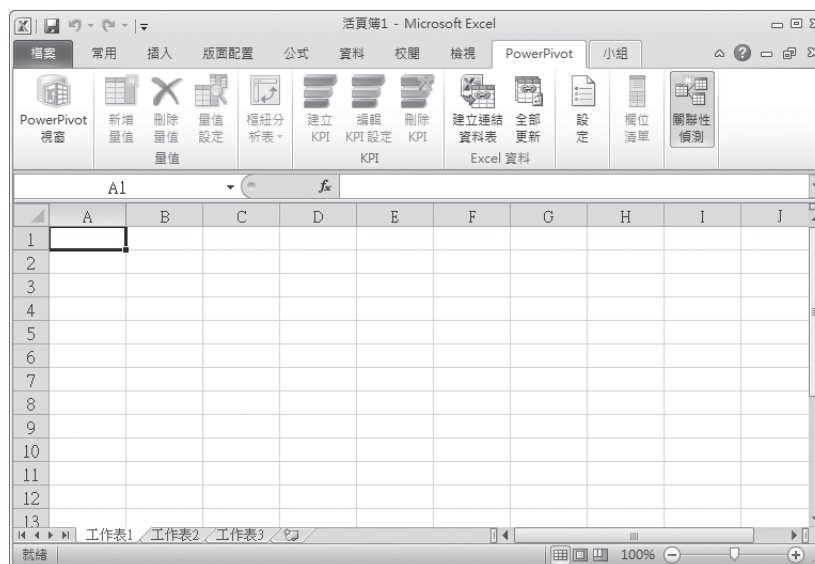 活頁簿1 - Microsoft Excel
檔案 常用 插入 版面配置 公式 資料 校閱 檢視 PowerPivot 小組
PowerPivot 視窗
新增量值
刪除量值
量值設定
樞紐分析表
建立 KPI
編輯 KPI 設定
刪除 KPI
建立連結資料表
全部更新
設定
欄位清單
關聯性偵測
量值 KPI Excel 資料
A1 fx
A B C D E F G H I J
1
2
3
4
5
6
7
8
9
10
11
12
13
工作表1 工作表2 工作表3
就緒 100%